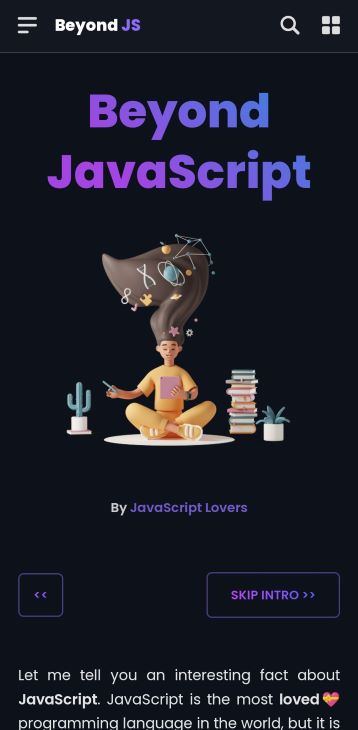 Beyond JS
Beyond
JavaScript
By JavaScript Lovers
<<
SKIP INTRO >>
Let me tell you an interesting fact about
JavaScript. JavaScript is the most loved💝
programming language in the world, but it is